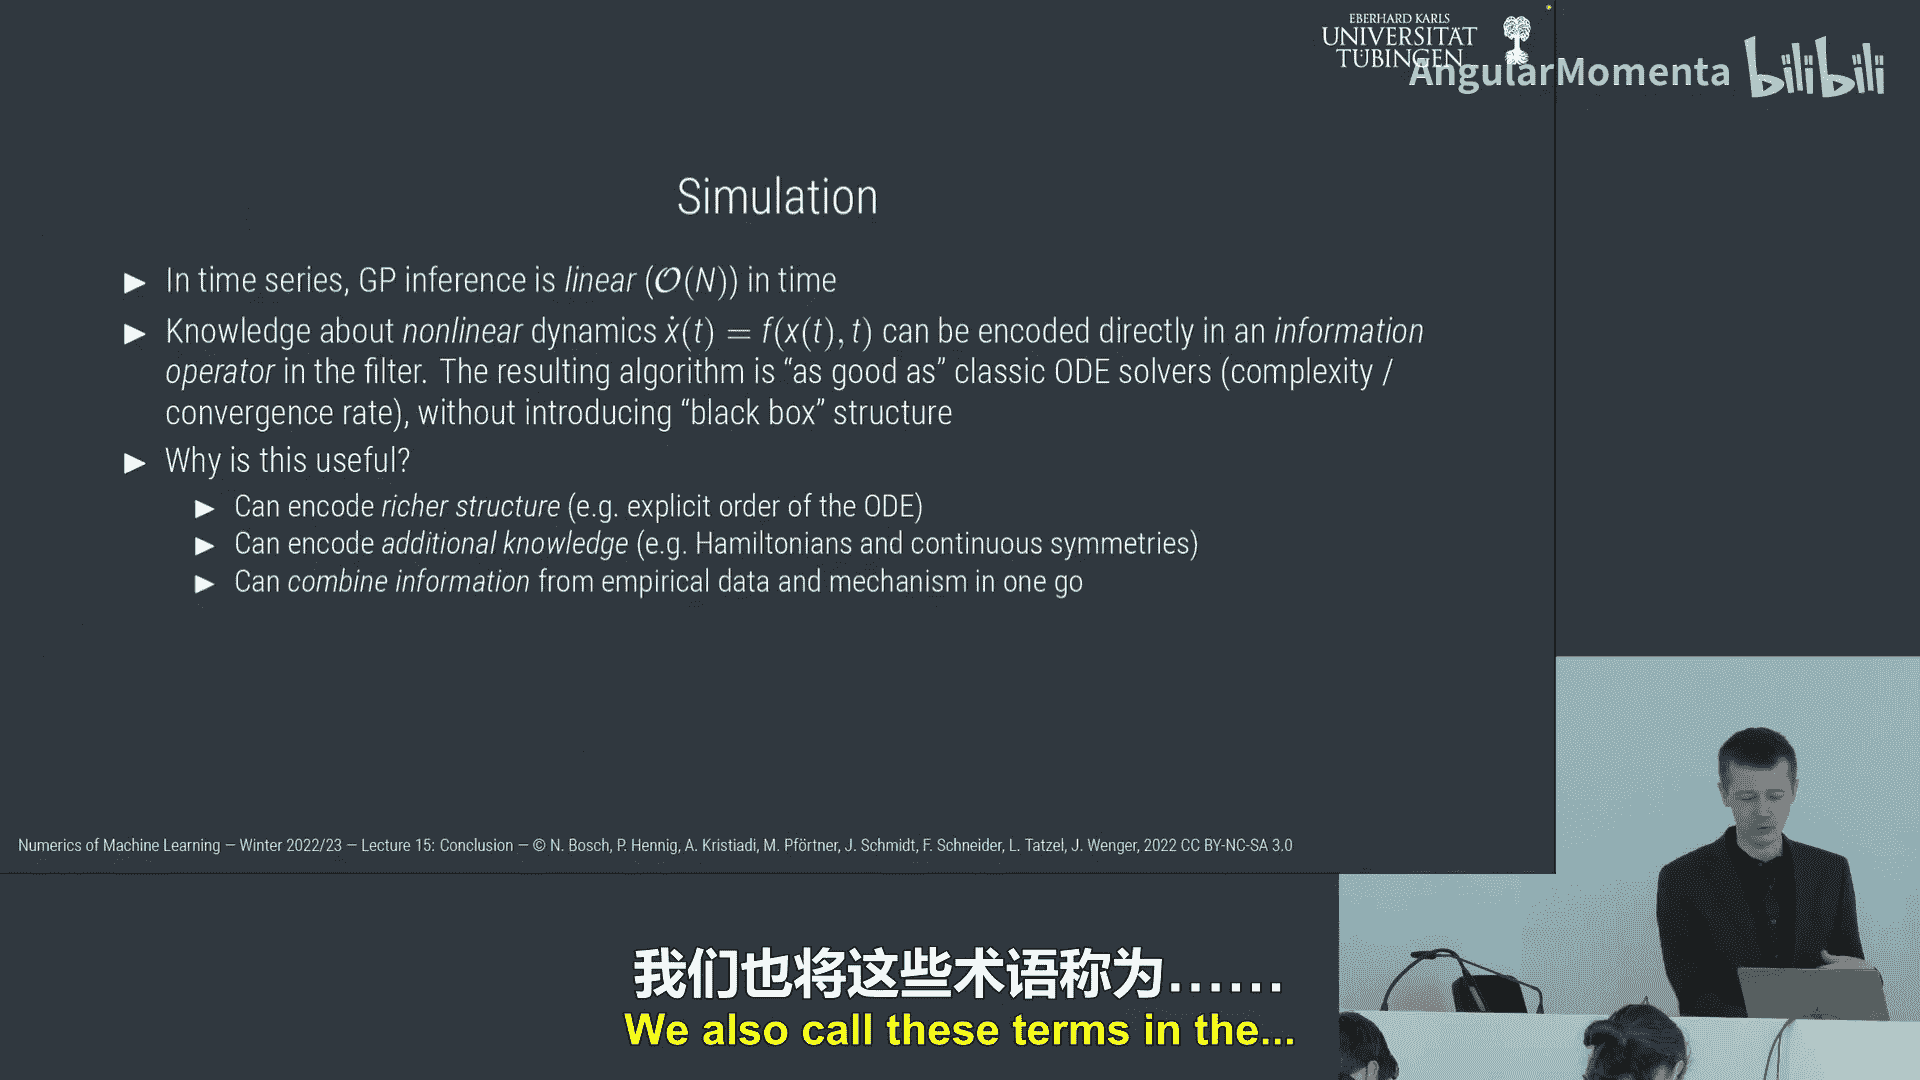 EBERHARD KARLS
UNIVERSITÄT
TÜBINGEN
AngularMomenta bilibili
Simulation
▶ In time series, GP inference is linear (𝒪(N)) in time
▶ Knowledge about nonlinear dynamics ẋ(t) = f(x(t), t) can be encoded directly in an information
operator in the filter. The resulting algorithm is “as good as” classic ODE solvers (complexity /
convergence rate), without introducing “black box” structure
▶ Why is this useful?
▶ Can encode richer structure (e.g. explicit order of the ODE)
▶ Can encode additional knowledge (e.g. Hamiltonians and continuous symmetries)
▶ Can combine information from empirical data and mechanism in one go
Numerics of Machine Learning — Winter 2022/23 — Lecture 15: Conclusion — © N. Bosch, P. Hennig, A. Kristiadi, M. Pförtner, J. Schmidt, F. Schneider, L. Tatzel, J. Wenger, 2022 CC BY-NC-SA 3.0
我们也将这些术语称为……
We also call these terms in the...